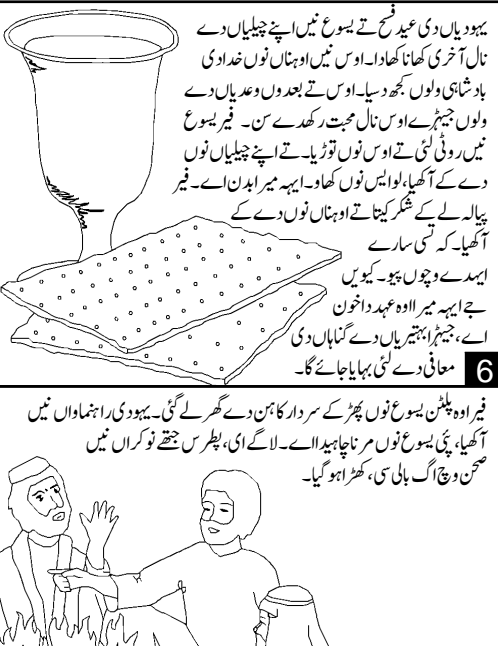 یہودیاں دی عید فسح تے یسوع نیں اپنے چیلیاں دے
نال آخری کھانا کھادا۔ اوس نیں اوہناں نوں خدا دی
بادشاہی ولوں کجھ دسیا۔ اوس تے بعدوں وعدیاں دے
ولوں جیہڑے اوس نال محبت رکھدے سن۔ فیر یسوع
نیں روٹی لئی تے اوس نوں توڑیا۔ تے اپنے چیلیاں نوں
دے کے آکھیا، لو ایس نوں کھاو۔ ایہہ میرا بدن اے۔ فیر
پیالہ لے کے شکر کیتا تے اوہناں نوں دے کے
آکھیا۔ کہ تسی سارے
ایہدے وچوں پیو۔ کیویں
جے ایہہ میرا اوہ عہد دا خون
اے، جیہڑا بہتیریاں دے گناہاں دی
معافی دے لئی بہایا جائے گا۔
6
فیر اوہ پلٹن یسوع نوں پھڑ کے سردار کاہن دے گھر لے گئی۔ یہودی راہنماواں نیں
آکھیا، پئی یسوع نوں مرنا چاہیدا اے۔ لاگے ای، پطرس جتھے نوکراں نیں
صحن وچ اگ بالی سی، کھڑا ہو گیا۔